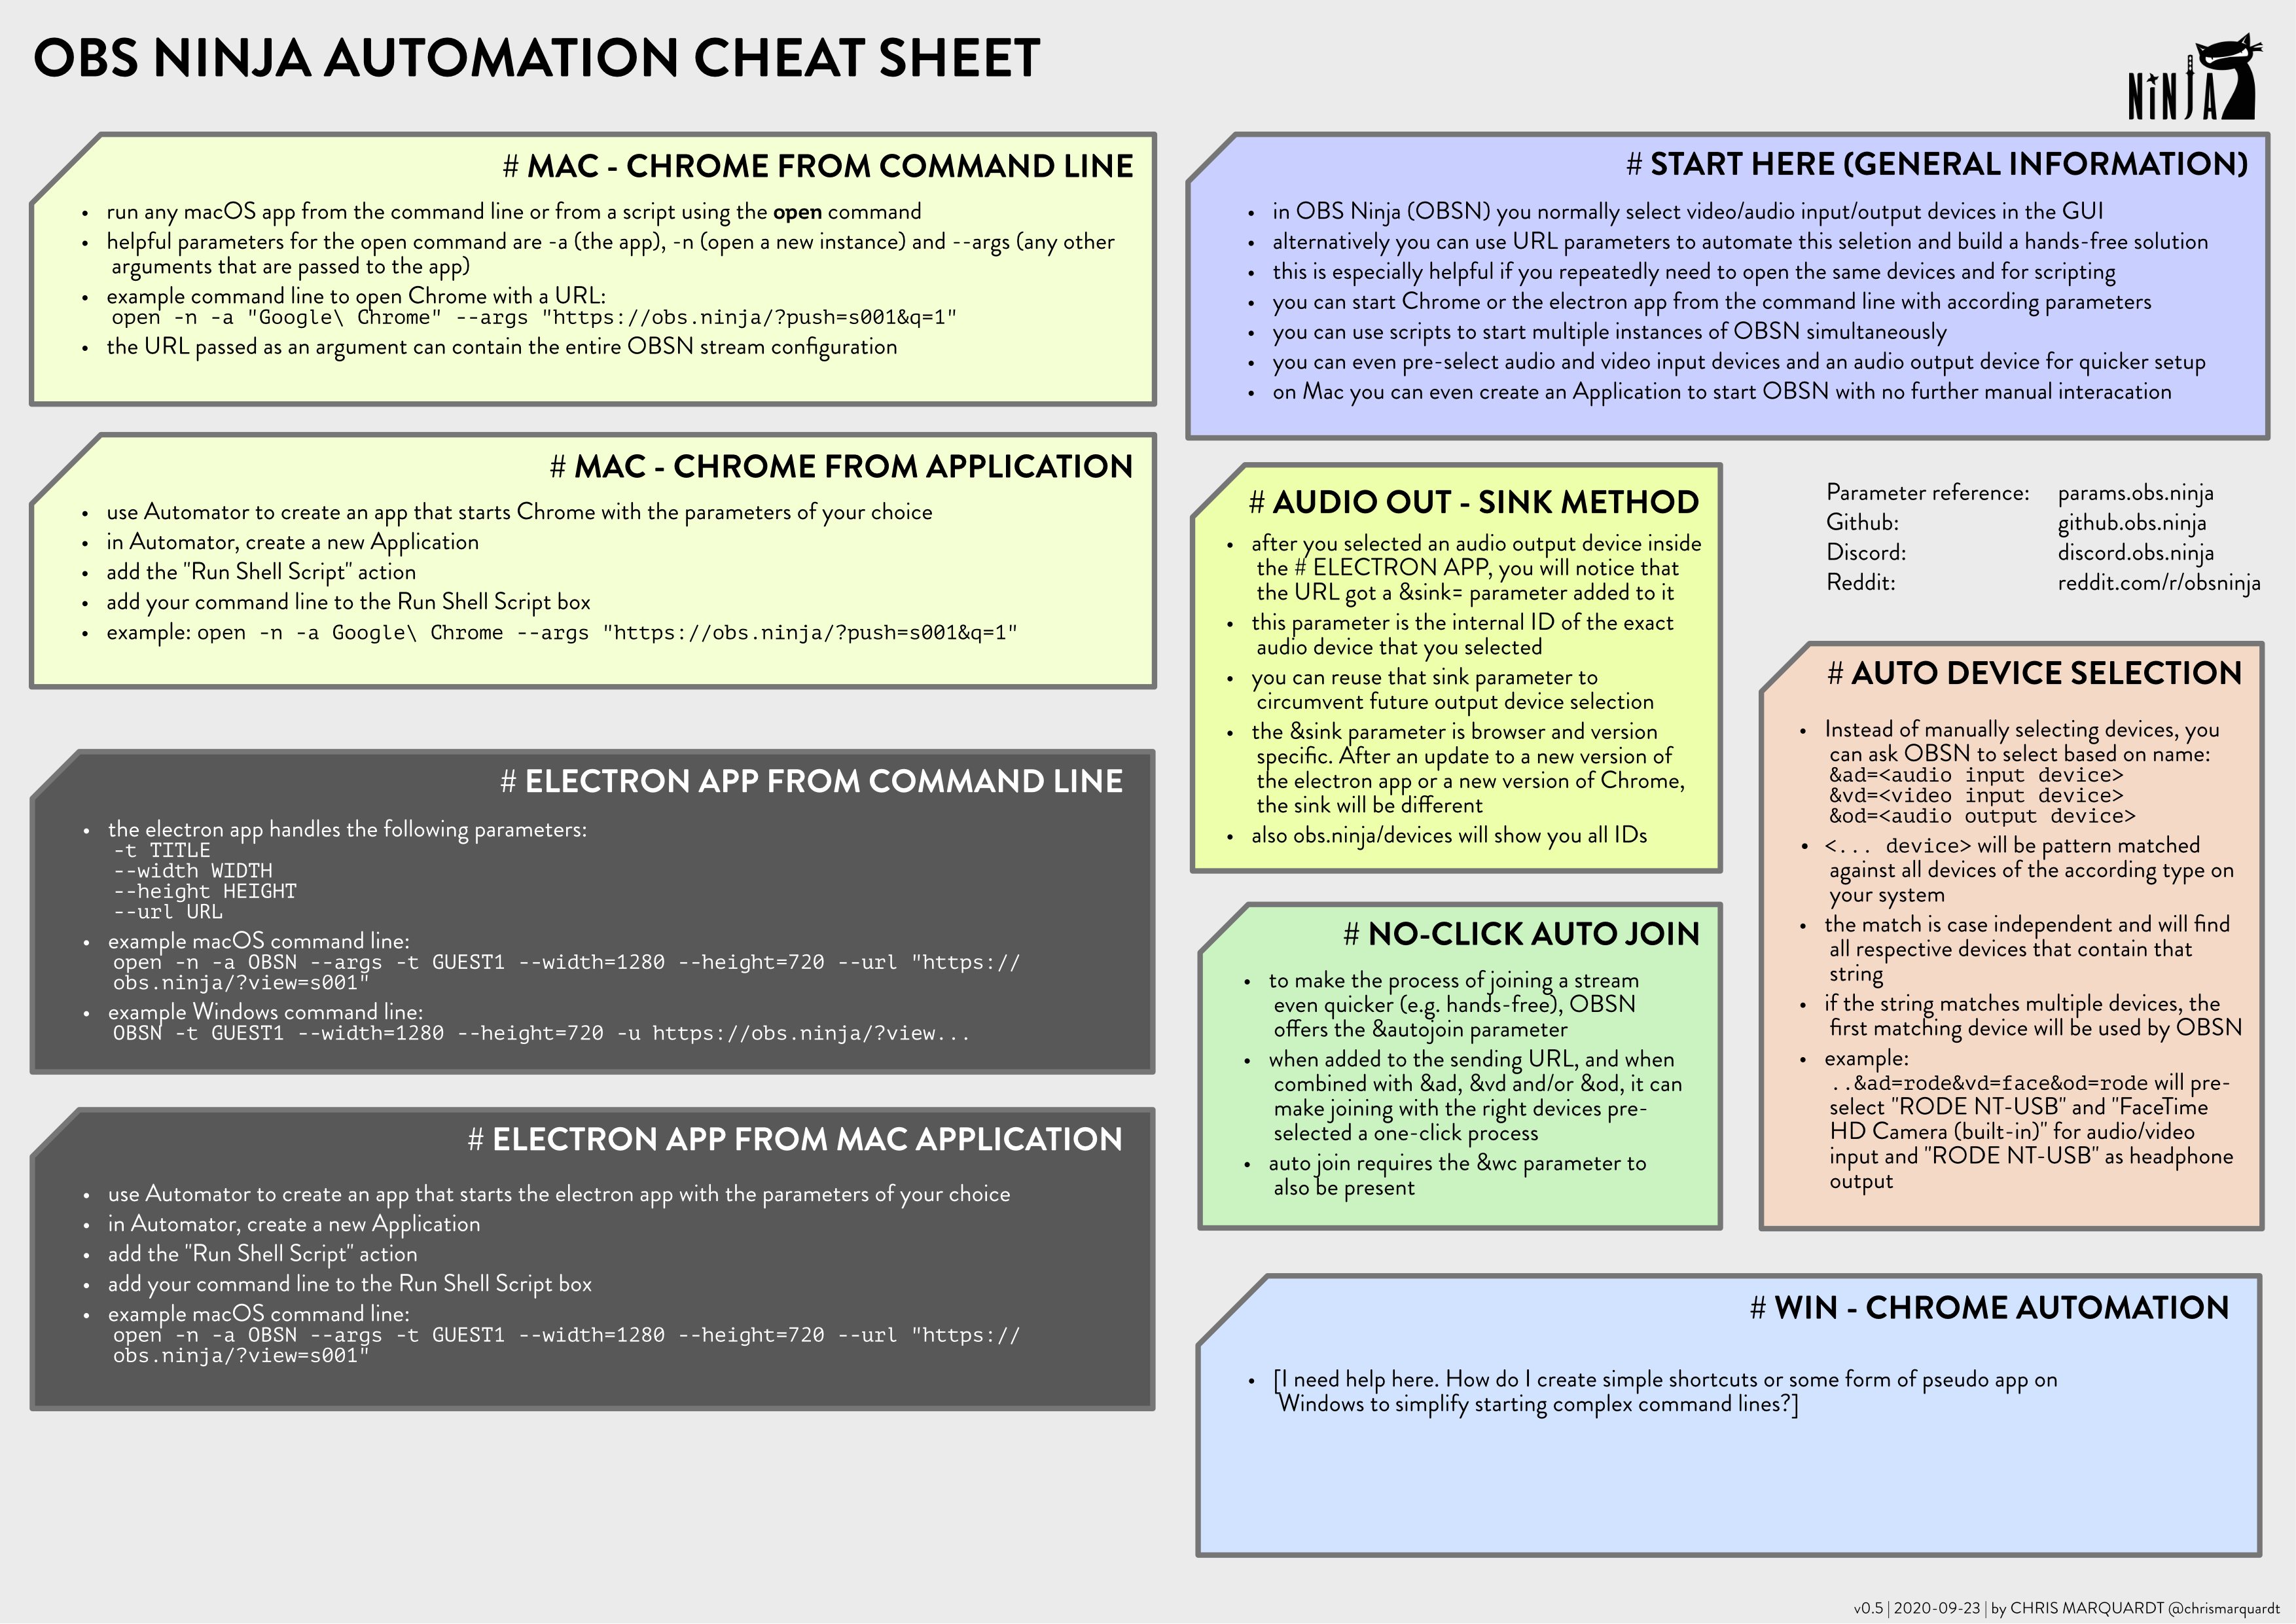 OBS NINJA AUTOMATION CHEAT SHEET
NiNJA
# MAC - CHROME FROM COMMAND LINE
• run any macOS app from the command line or from a script using the open command
• helpful parameters for the open command are -a (the app), -n (open a new instance) and --args (any other
arguments that are passed to the app)
• example command line to open Chrome with a URL:
open -n -a "Google\ Chrome" --args "https://obs.ninja/?push=s001&q=1"
• the URL passed as an argument can contain the entire OBSN stream configuration
# MAC - CHROME FROM APPLICATION
• use Automator to create an app that starts Chrome with the parameters of your choice
• in Automator, create a new Application
• add the "Run Shell Script" action
• add your command line to the Run Shell Script box
• example: open -n -a Google\ Chrome --args "https://obs.ninja/?push=s001&q=1"
# ELECTRON APP FROM COMMAND LINE
• the electron app handles the following parameters:
-t TITLE
--width WIDTH
--height HEIGHT
--url URL
• example macOS command line:
open -n -a OBSN --args -t GUEST1 --width=1280 --height=720 --url "https://
obs.ninja/?view=s001"
• example Windows command line:
OBSN -t GUEST1 --width=1280 --height=720 -u https://obs.ninja/?view...
# ELECTRON APP FROM MAC APPLICATION
• use Automator to create an app that starts the electron app with the parameters of your choice
• in Automator, create a new Application
• add the "Run Shell Script" action
• add your command line to the Run Shell Script box
• example macOS command line:
open -n -a OBSN --args -t GUEST1 --width=1280 --height=720 --url "https://
obs.ninja/?view=s001"
# START HERE (GENERAL INFORMATION)
• in OBS Ninja (OBSN) you normally select video/audio input/output devices in the GUI
• alternatively you can use URL parameters to automate this seletion and build a hands-free solution
• this is especially helpful if you repeatedly need to open the same devices and for scripting
• you can start Chrome or the electron app from the command line with according parameters
• you can use scripts to start multiple instances of OBSN simultaneously
• you can even pre-select audio and video input devices and an audio output device for quicker setup
• on Mac you can even create an Application to start OBSN with no further manual interacation
# AUDIO OUT - SINK METHOD
• after you selected an audio output device inside
the # ELECTRON APP, you will notice that
the URL got a &sink= parameter added to it
• this parameter is the internal ID of the exact
audio device that you selected
• you can reuse that sink parameter to
circumvent future output device selection
• the &sink parameter is browser and version
specific. After an update to a new version of
the electron app or a new version of Chrome,
the sink will be different
• also obs.ninja/devices will show you all IDs
Parameter reference: params.obs.ninja
Github: github.obs.ninja
Discord: discord.obs.ninja
Reddit: reddit.com/r/obsninja
# NO-CLICK AUTO JOIN
• to make the process of joining a stream
even quicker (e.g. hands-free), OBSN
offers the &autojoin parameter
• when added to the sending URL, and when
combined with &ad, &vd and/or &od, it can
make joining with the right devices pre-
selected a one-click process
• auto join requires the &wc parameter to
also be present
# AUTO DEVICE SELECTION
• Instead of manually selecting devices, you
can ask OBSN to select based on name:
&ad=<audio input device>
&vd=<video input device>
&od=<audio output device>
• <... device> will be pattern matched
against all devices of the according type on
your system
• the match is case independent and will find
all respective devices that contain that
string
• if the string matches multiple devices, the
first matching device will be used by OBSN
• example:
..&ad=rode&vd=face&od=rode will pre-
select "RODE NT-USB" and "FaceTime
HD Camera (built-in)" for audio/video
input and "RODE NT-USB" as headphone
output
# WIN - CHROME AUTOMATION
• [I need help here. How do I create simple shortcuts or some form of pseudo app on
Windows to simplify starting complex command lines?]
v0.5 | 2020-09-23 | by CHRIS MARQUARDT @chrismarquardt